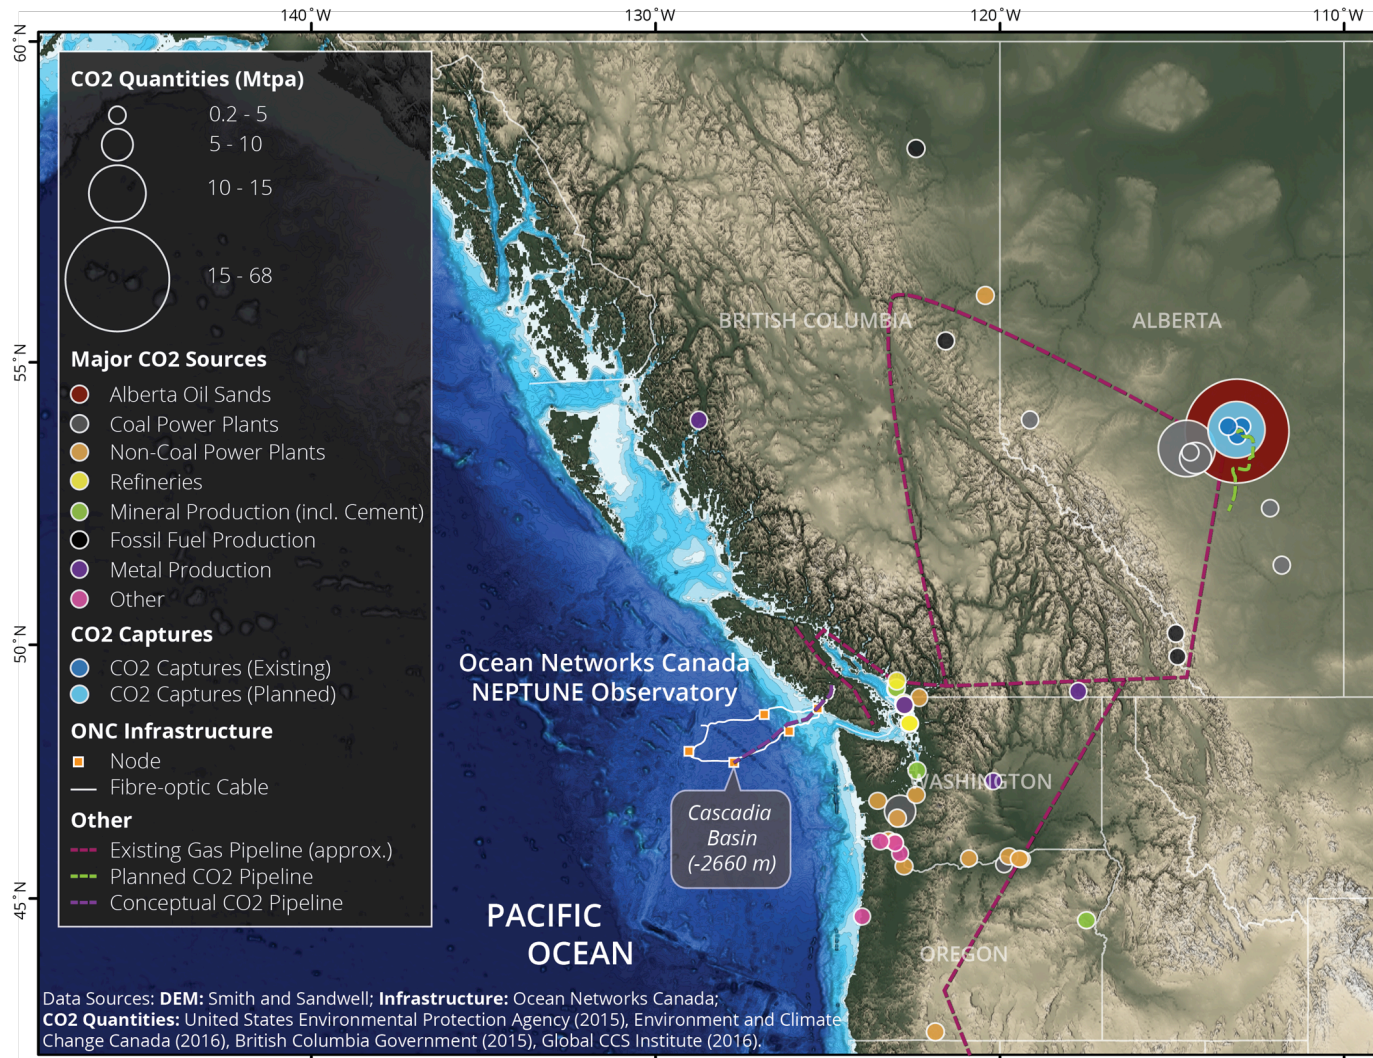 140°W
130°W
120°W
110°W
60°N
55°N
50°N
45°N
CO2 Quantities (Mtpa)
0.2 - 5
5 - 10
10 - 15
15 - 68
Major CO2 Sources
Alberta Oil Sands
Coal Power Plants
Non-Coal Power Plants
Refineries
Mineral Production (incl. Cement)
Fossil Fuel Production
Metal Production
Other
CO2 Captures
CO2 Captures (Existing)
CO2 Captures (Planned)
ONC Infrastructure
Node
Fibre-optic Cable
Other
Existing Gas Pipeline (approx.)
Planned CO2 Pipeline
Conceptual CO2 Pipeline
BRITISH COLUMBIA
ALBERTA
Ocean Networks Canada
NEPTUNE Observatory
WASHINGTON
Cascadia
Basin
(-2660 m)
PACIFIC
OCEAN
OREGON
Data Sources: DEM: Smith and Sandwell; Infrastructure: Ocean Networks Canada;
CO2 Quantities: United States Environmental Protection Agency (2015), Environment and Climate
Change Canada (2016), British Columbia Government (2015), Global CCS Institute (2016).